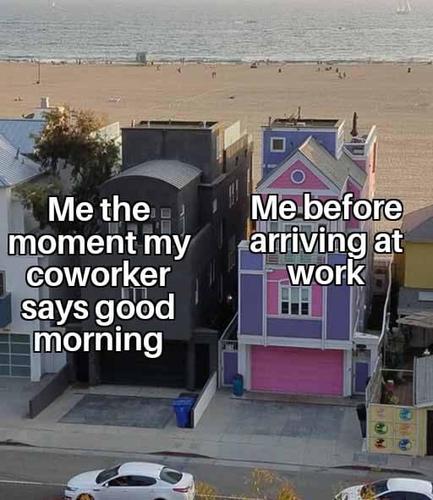 Me the
moment my
coworker
says good
morning
Me before
arriving at
work